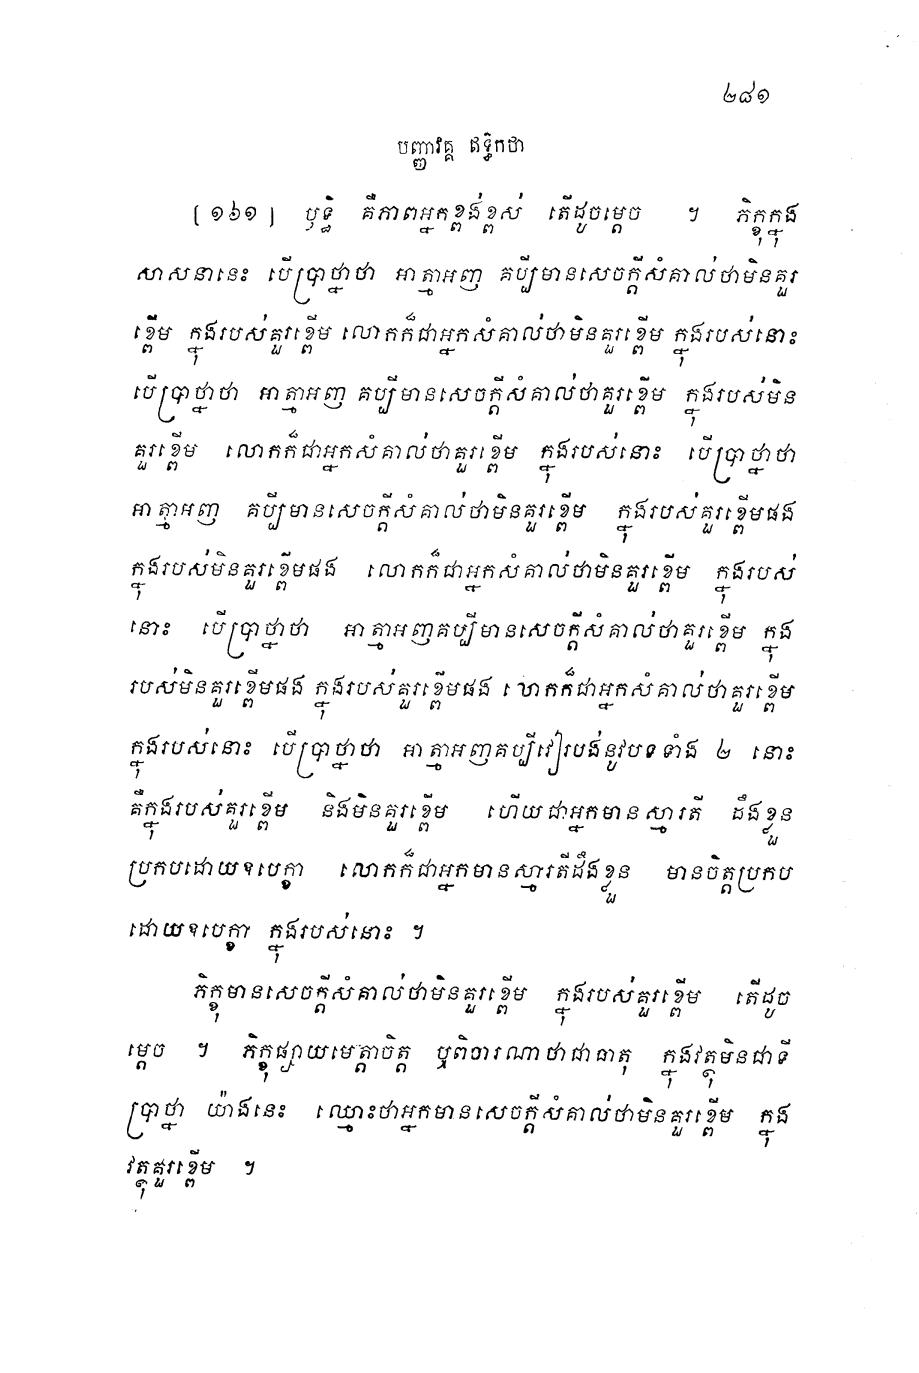 ២៨១
បញ្ញាវគ្គ ឥទ្ធិកថា
[១៦១] ឫទ្ធិ គឺភាពអ្នកខ្ពង់ខ្ពស់ តើដូចម្តេច ។ ភិក្ខុក្នុង
សាសនានេះ បើប្រាថ្នាថា អាត្មាអញ គប្បីមានសេចក្តីសំគាល់ថាមិនគួរ
ខ្ពើម ក្នុងរបស់គួរខ្ពើម លោកក៏ជាអ្នកសំគាល់ថាមិនគួរខ្ពើម ក្នុងរបស់នោះ
បើប្រាថ្នាថា អាត្មាអញ គប្បីមានសេចក្តីសំគាល់ថាគួរខ្ពើម ក្នុងរបស់មិន
គួរខ្ពើម លោកក៏ជាអ្នកសំគាល់ថាគួរខ្ពើម ក្នុងរបស់នោះ បើប្រាថ្នាថា
អាត្មាអញ គប្បីមានសេចក្តីសំគាល់ថាមិនគួរខ្ពើម ក្នុងរបស់គួរខ្ពើមផង
ក្នុងរបស់មិនគួរខ្ពើមផង លោកក៏ជាអ្នកសំគាល់ថាមិនគួរខ្ពើម ក្នុងរបស់
នោះ បើប្រាថ្នាថា អាត្មាអញគប្បីមានសេចក្តីសំគាល់ថាគួរខ្ពើម ក្នុង
របស់មិនគួរខ្ពើមផង ក្នុងរបស់គួរខ្ពើមផង លោកក៏ជាអ្នកសំគាល់ថាគួរខ្ពើម
ក្នុងរបស់នោះ បើប្រាថ្នាថា អាត្មាអញគប្បីវៀរបង់នូវបទទាំង ២ នោះ
គឺក្នុងរបស់គួរខ្ពើម និងមិនគួរខ្ពើម ហើយជាអ្នកមានស្មារតី ដឹងខ្លួន
ប្រកបដោយឧបេក្ខា លោកក៏ជាអ្នកមានស្មារតីដឹងខ្លួន មានចិត្តប្រកប
ដោយឧបេក្ខា ក្នុងរបស់នោះ ។
ភិក្ខុមានសេចក្តីសំគាល់ថាមិនគួរខ្ពើម ក្នុងរបស់គួរខ្ពើម តើដូច
ម្តេច ។ ភិក្ខុផ្សាយមេត្តាចិត្ត ឬពិចារណាថាជាធាតុ ក្នុងវត្ថុមិនជាទី
ប្រាថ្នា យ៉ាងនេះ ឈ្មោះថាអ្នកមានសេចក្តីសំគាល់ថាមិនគួរខ្ពើម ក្នុង
វត្ថុគួរខ្ពើម ។